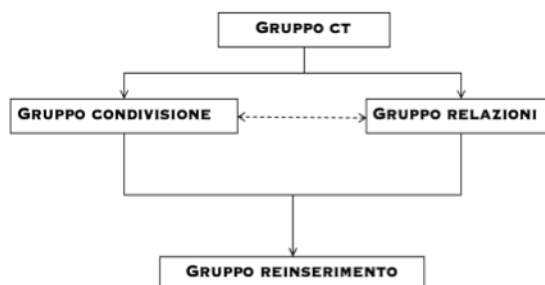 Gruppo CT
Gruppo condivisione
Gruppo relazioni
Gruppo reinserimento